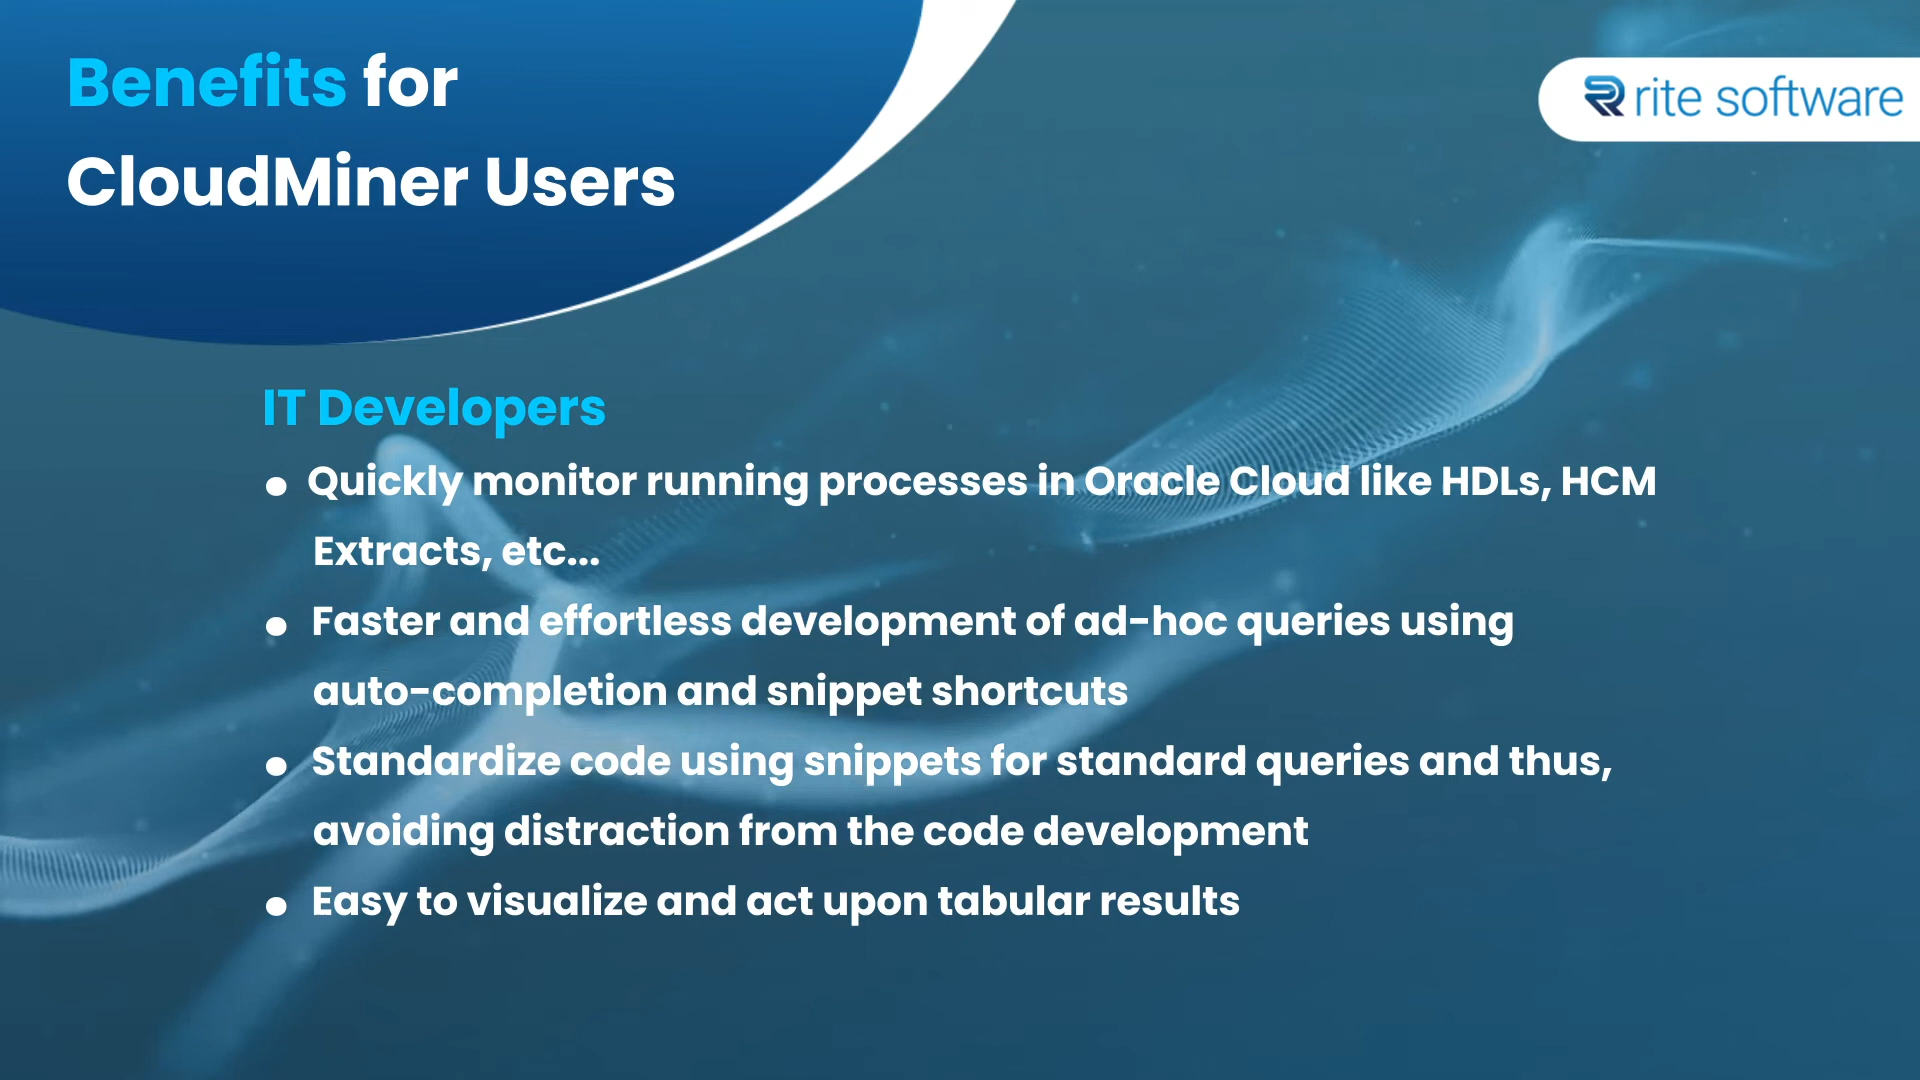 Benefits for
CloudMiner Users
rite software
IT Developers
• Quickly monitor running processes in Oracle Cloud like HDLs, HCM
Extracts, etc...
• Faster and effortless development of ad-hoc queries using
auto-completion and snippet shortcuts
• Standardize code using snippets for standard queries and thus,
avoiding distraction from the code development
• Easy to visualize and act upon tabular results